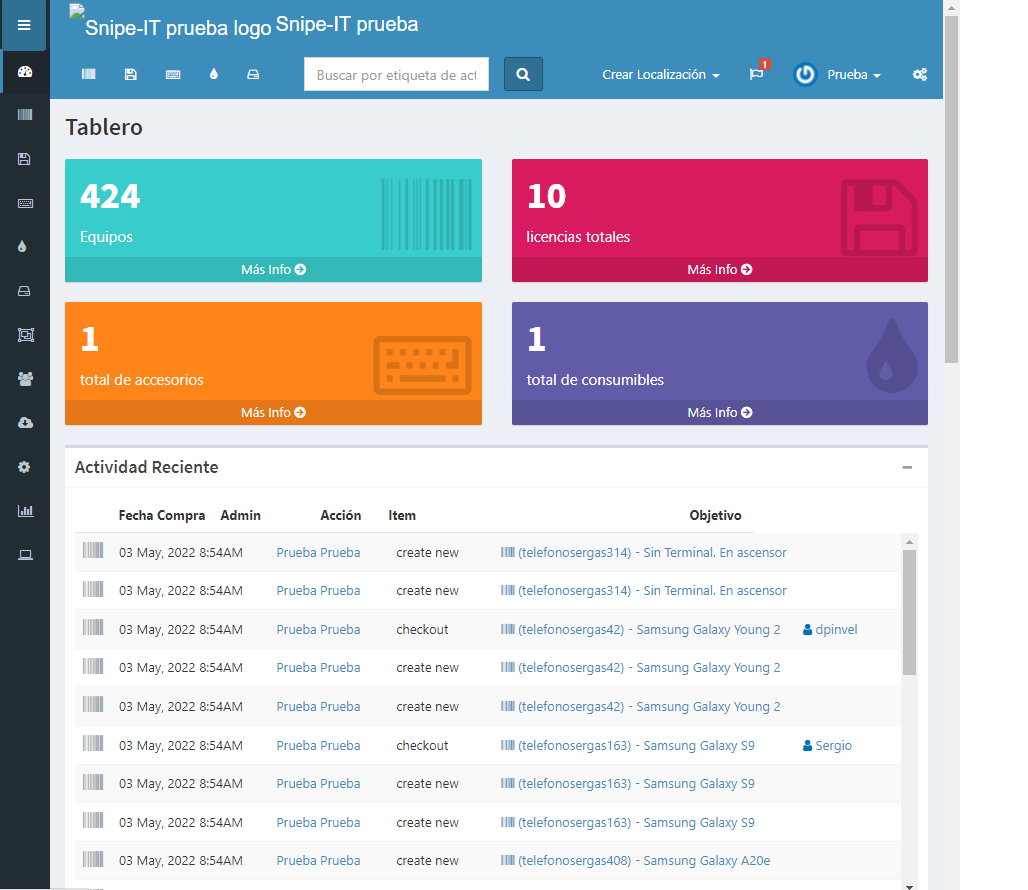 Snipe-IT prueba logo Snipe-IT prueba
Buscar por etiqueta de act
Crear Localización
1
Prueba
Tablero
424
Equipos
Más Info
10
licencias totales
Más Info
1
total de accesorios
Más Info
1
total de consumibles
Más Info
Actividad Reciente
Fecha Compra Admin Acción Item Objetivo
03 May, 2022 8:54AM Prueba Prueba create new (telefonosergas314) - Sin Terminal. En ascensor
03 May, 2022 8:54AM Prueba Prueba create new (telefonosergas314) - Sin Terminal. En ascensor
03 May, 2022 8:54AM Prueba Prueba checkout (telefonosergas42) - Samsung Galaxy Young 2 dpinvel
03 May, 2022 8:54AM Prueba Prueba create new (telefonosergas42) - Samsung Galaxy Young 2
03 May, 2022 8:54AM Prueba Prueba create new (telefonosergas42) - Samsung Galaxy Young 2
03 May, 2022 8:54AM Prueba Prueba checkout (telefonosergas163) - Samsung Galaxy S9 Sergio
03 May, 2022 8:54AM Prueba Prueba create new (telefonosergas163) - Samsung Galaxy S9
03 May, 2022 8:54AM Prueba Prueba create new (telefonosergas163) - Samsung Galaxy S9
03 May, 2022 8:54AM Prueba Prueba create new (telefonosergas408) - Samsung Galaxy A20e